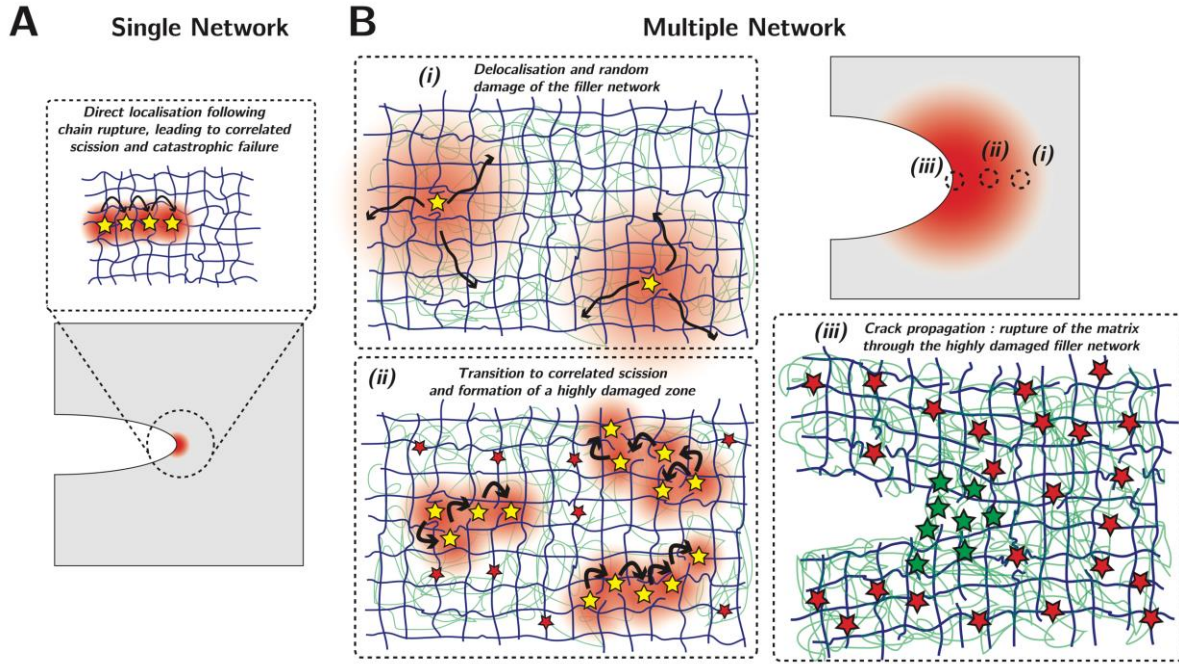 A
Single Network
Direct localisation following
chain rupture, leading to correlated
scission and catastrophic failure
B
Multiple Network
(i)
Delocalisation and random
damage of the filler network
(iii)
(ii)
(i)
(ii)
Transition to correlated scission
and formation of a highly damaged zone
(iii)
Crack propagation : rupture of the matrix
through the highly damaged filler network